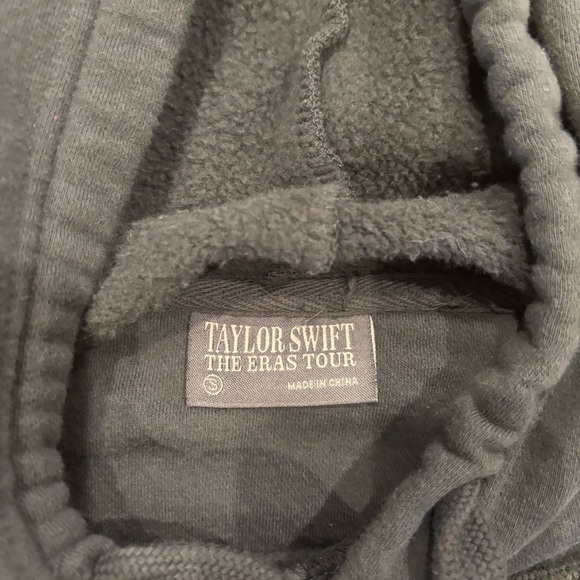 TAYLOR SWIFT
THE ERAS TOUR
S MADE IN CHINA